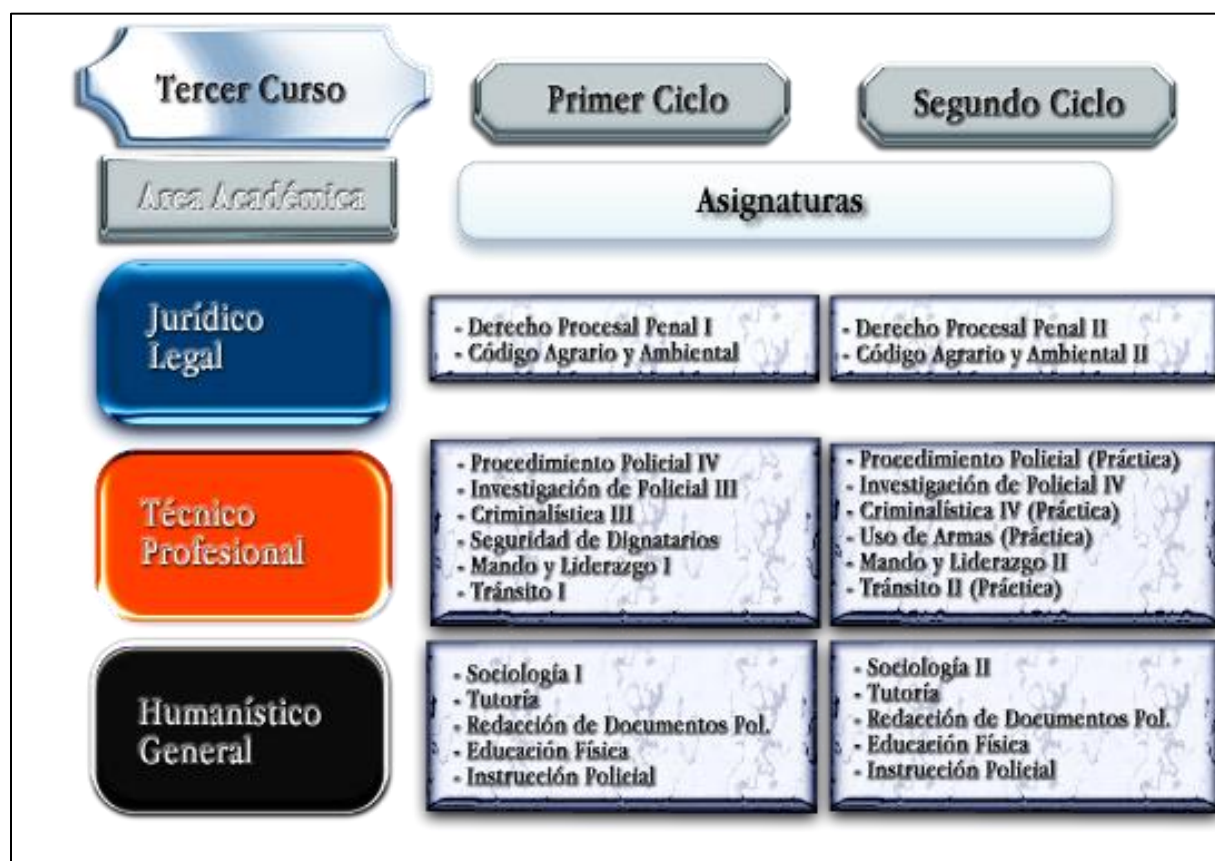 Tercer Curso
Primer Ciclo
Segundo Ciclo
Area Académica
Asignaturas
Jurídico
Legal
- Derecho Procesal Penal I
- Código Agrario y Ambiental
- Derecho Procesal Penal II
- Código Agrario y Ambiental II
Técnico
Profesional
- Procedimiento Policial IV
- Investigación de Policial III
- Criminalística III
- Seguridad de Dignatarios
- Mando y Liderazgo I
- Tránsito I
- Procedimiento Policial (Práctica)
- Investigación de Policial IV
- Criminalística IV (Práctica)
- Uso de Armas (Práctica)
- Mando y Liderazgo II
- Tránsito II (Práctica)
Humanístico
General
- Sociología I
- Tutoría
- Redacción de Documentos Pol.
- Educación Física
- Instrucción Policial
- Sociología II
- Tutoría
- Redacción de Documentos Pol.
- Educación Física
- Instrucción Policial